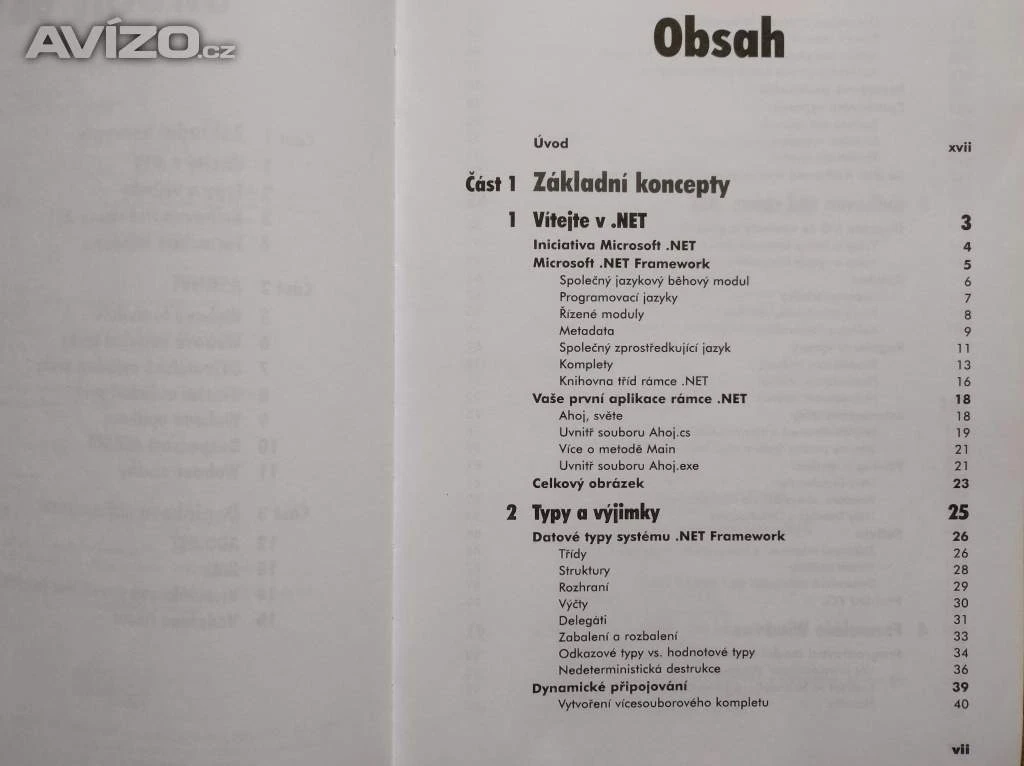 AVÍZO.cz
Obsah
Úvod xvii
Část 1 Základní koncepty
1 Vítejte v .NET 3
Iniciativa Microsoft .NET 4
Microsoft .NET Framework 5
Společný jazykový běhový modul 6
Programovací jazyky 7
Řízené moduly 8
Metadata 9
Společný zprostředkující jazyk 11
Komplety 13
Knihovna tříd rámce .NET 16
Vaše první aplikace rámce .NET 18
Ahoj, světe 18
Uvnitř souboru Ahoj.cs 19
Více o metodě Main 21
Uvnitř souboru Ahoj.exe 21
Celkový obrázek 23
2 Typy a výjimky 25
Datové typy systému .NET Framework 26
Třídy 26
Struktury 28
Rozhraní 29
Výčty 30
Delegáti 31
Zabalení a rozbalení 33
Odkazové typy vs. hodnotové typy 34
Nedeterministická destrukce 36
Dynamické připojování 39
Vytvoření vícesouborového kompletu 40
vii